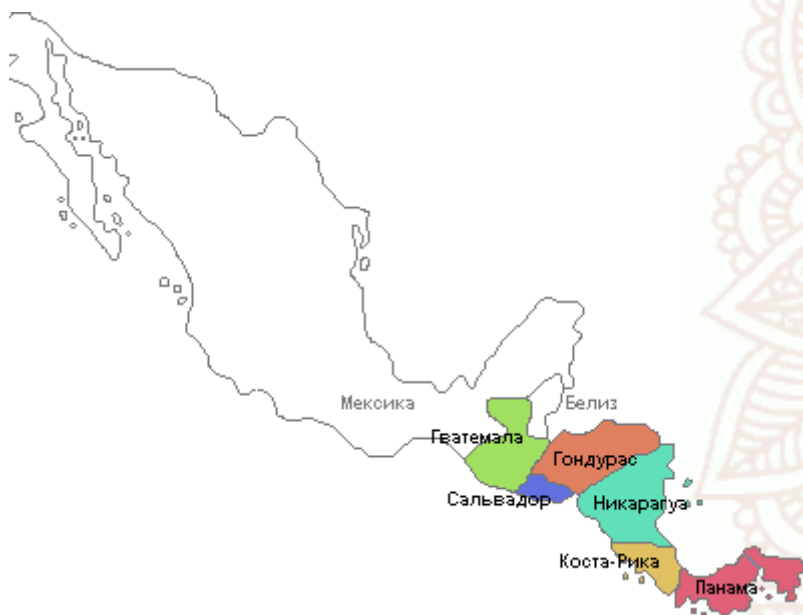 Мексика
Белиз
Гватемала
Гондурас
Сальвадор
Никарагуа
Коста-Рика
Панама